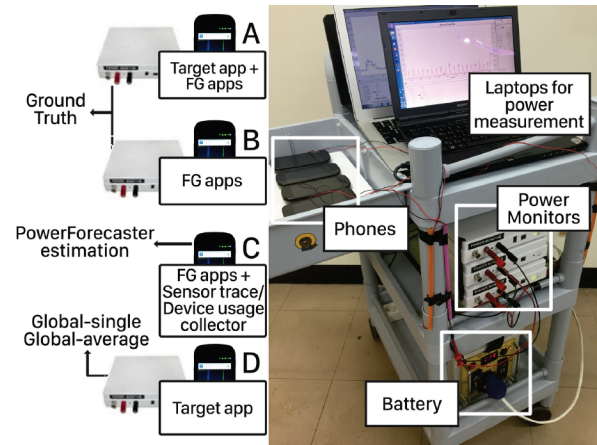 A
Target app +
FG apps
Ground
Truth
B
FG apps
PowerForecaster
estimation
C
FG apps +
Sensor trace/
Device usage
collector
Global-single
Global-average
D
Target app
Laptops for
power
measurement
Phones
Power
Monitors
Battery